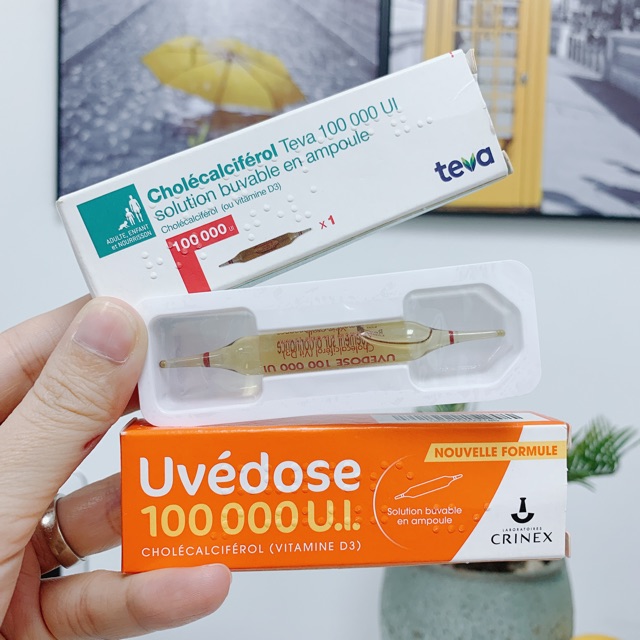 Cholécalciférol Teva 100 000 UI
solution buvable en ampoule
Cholécalciférol (ou vitamine D3)
ADULTE, ENFANT
et NOURRISSON
100 000 UI
x 1
teva
UVEDOSE 100 000 UI
Uvédose
100 000 U.I.
CHOLÉCALCIFÉROL (VITAMINE D3)
NOUVELLE FORMULE
Solution buvable
en ampoule
LABORATOIRES
CRINEX